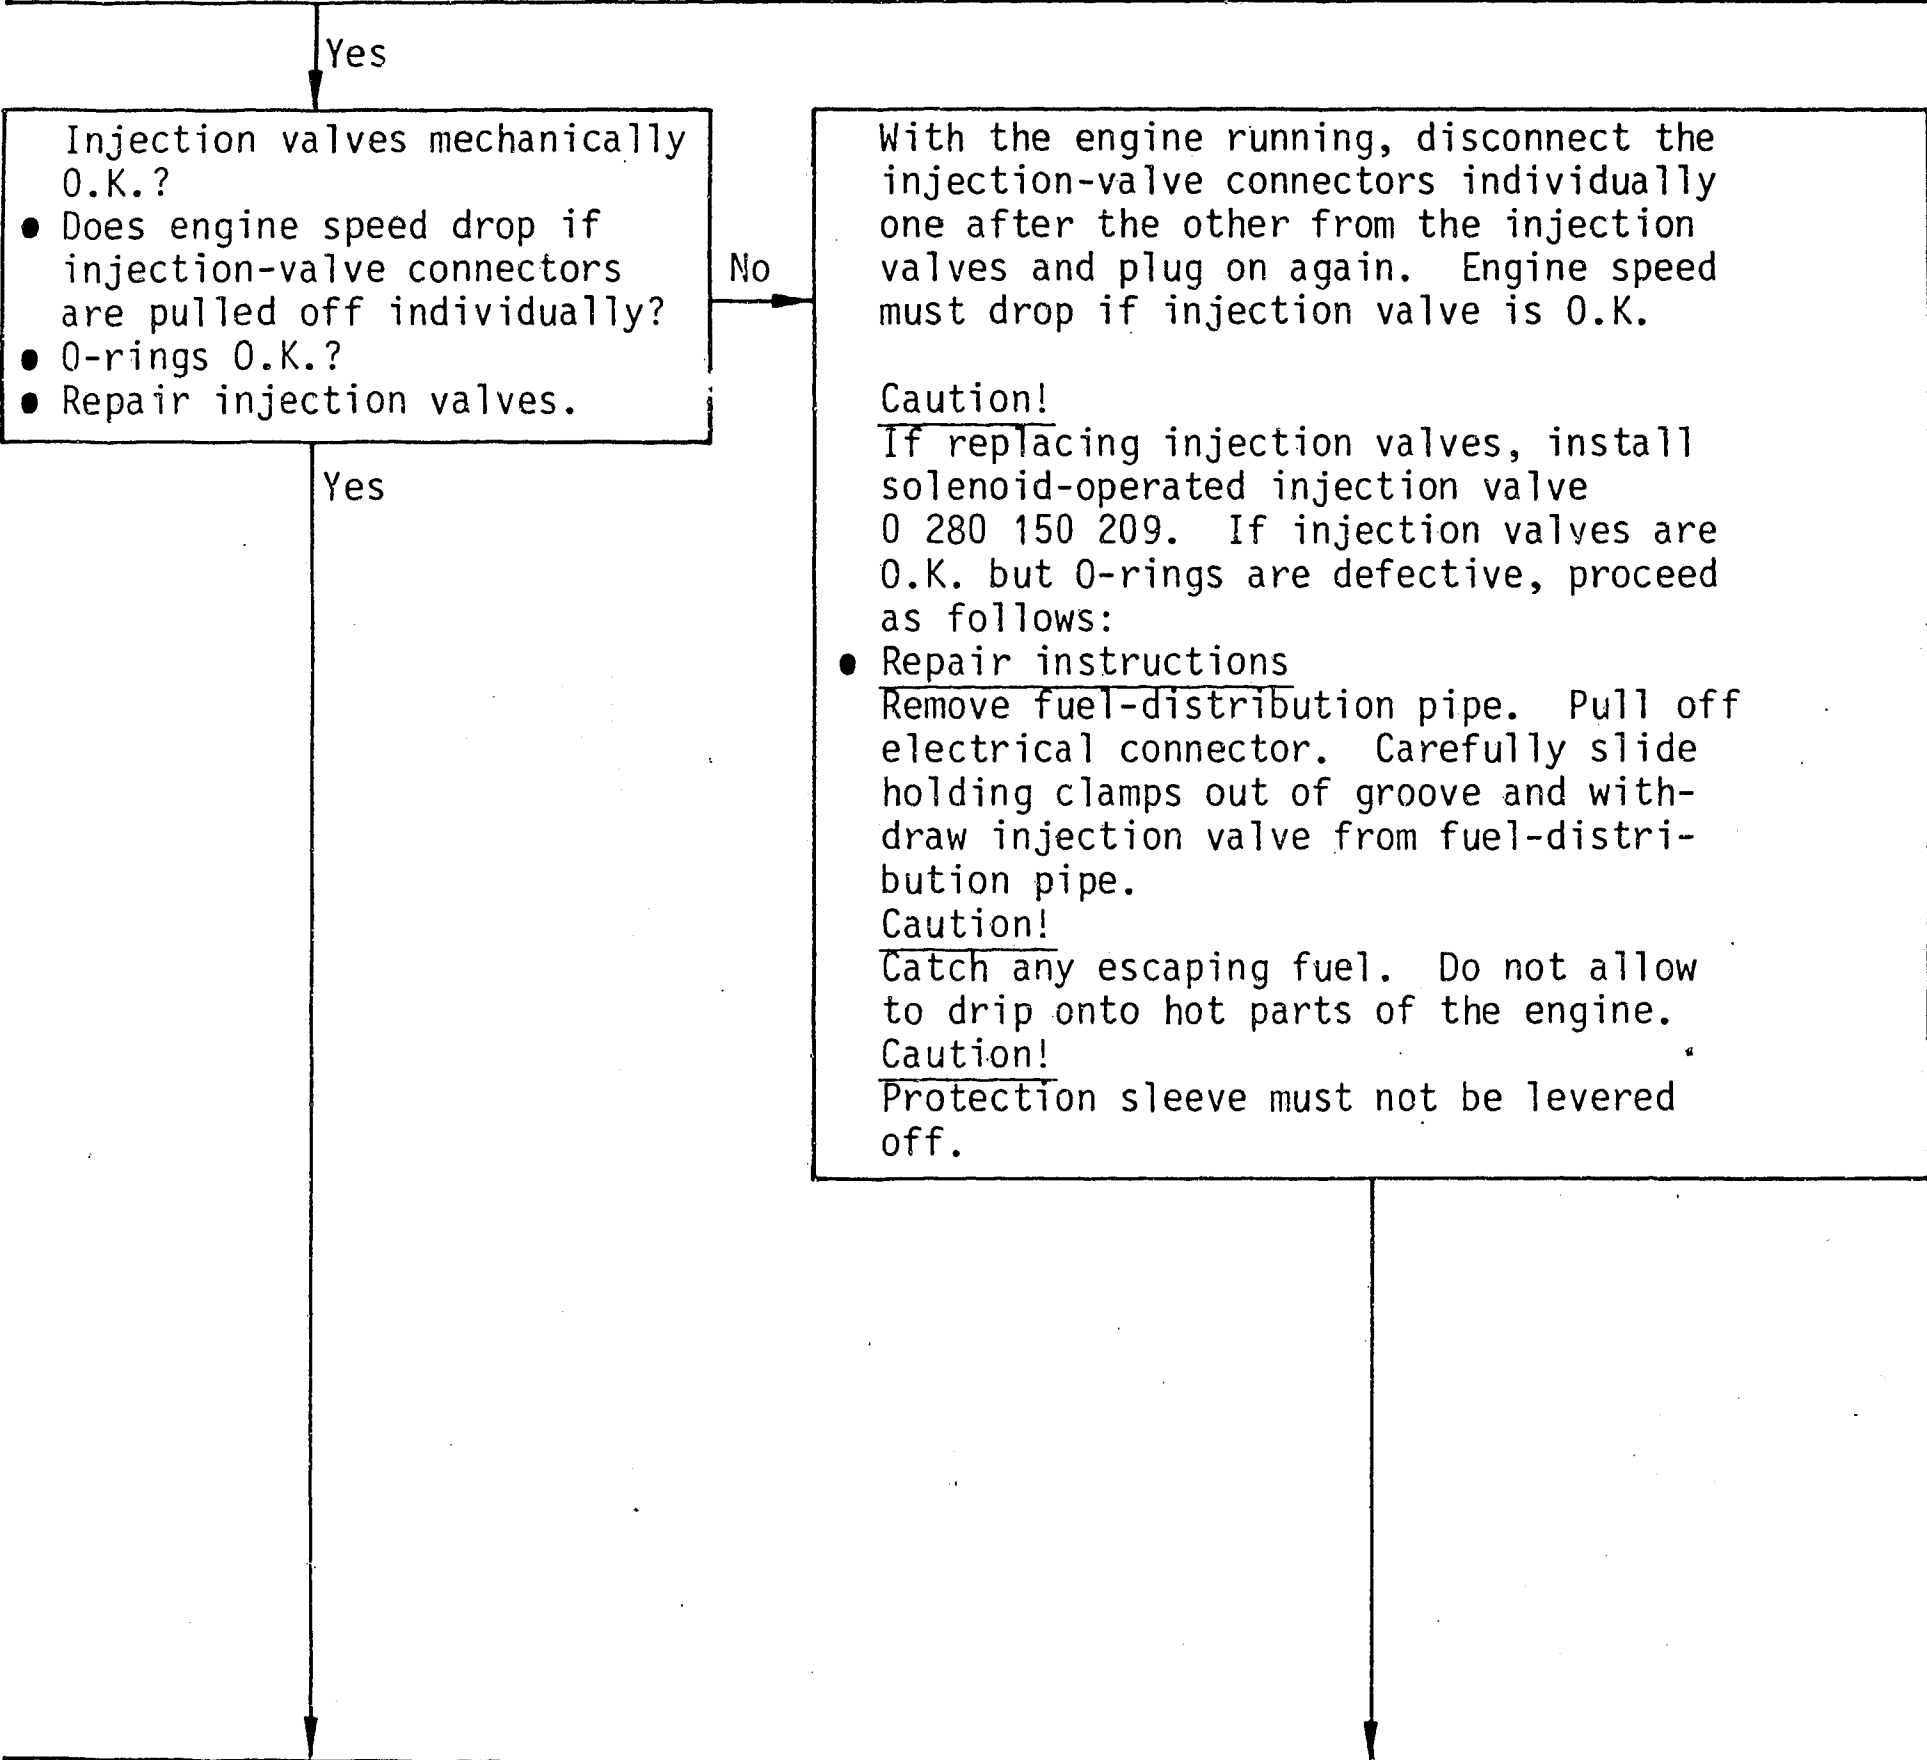 Yes
Injection valves mechanically
O.K.?
● Does engine speed drop if
injection-valve connectors
are pulled off individually?
● O-rings O.K.?
● Repair injection valves.
No
Yes
With the engine running, disconnect the
injection-valve connectors individually
one after the other from the injection
valves and plug on again.  Engine speed
must drop if injection valve is O.K.
Caution!
If replacing injection valves, install
solenoid-operated injection valve
0 280 150 209.  If injection valves are
O.K. but O-rings are defective, proceed
as follows:
● Repair instructions
Remove fuel-distribution pipe.  Pull off
electrical connector.  Carefully slide
holding clamps out of groove and with-
draw injection valve from fuel-distri-
bution pipe.
Caution!
Catch any escaping fuel.  Do not allow
to drip onto hot parts of the engine.
Caution!
Protection sleeve must not be levered
off.